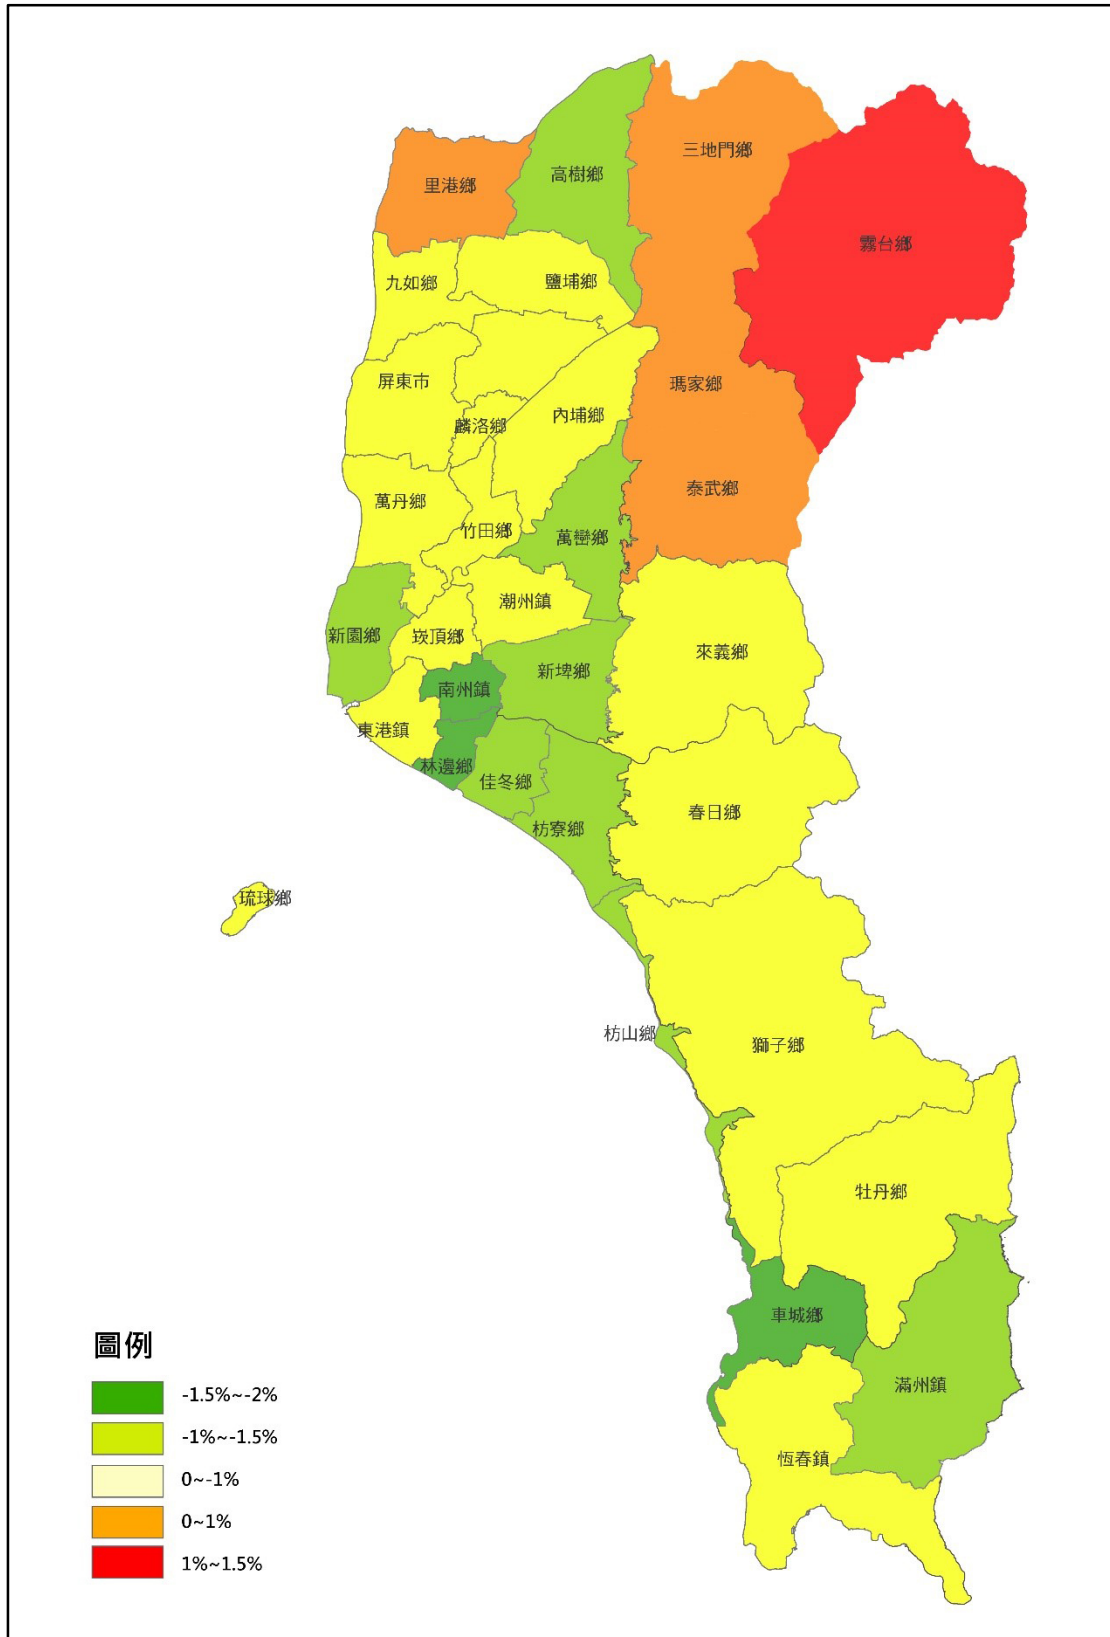 三地門鄉
高樹鄉
里港鄉
霧台鄉
九如鄉
鹽埔鄉
屏東市
瑪家鄉
內埔鄉
麟洛鄉
泰武鄉
萬丹鄉
竹田鄉
萬巒鄉
潮州鎮
新園鄉
崁頂鄉
來義鄉
新埤鄉
南州鎮
東港鎮
林邊鄉
佳冬鄉
春日鄉
枋寮鄉
琉球鄉
枋山鄉
獅子鄉
牡丹鄉
車城鄉
滿州鎮
恆春鎮
圖例
-1.5%~-2%
-1%~-1.5%
0~-1%
0~1%
1%~1.5%